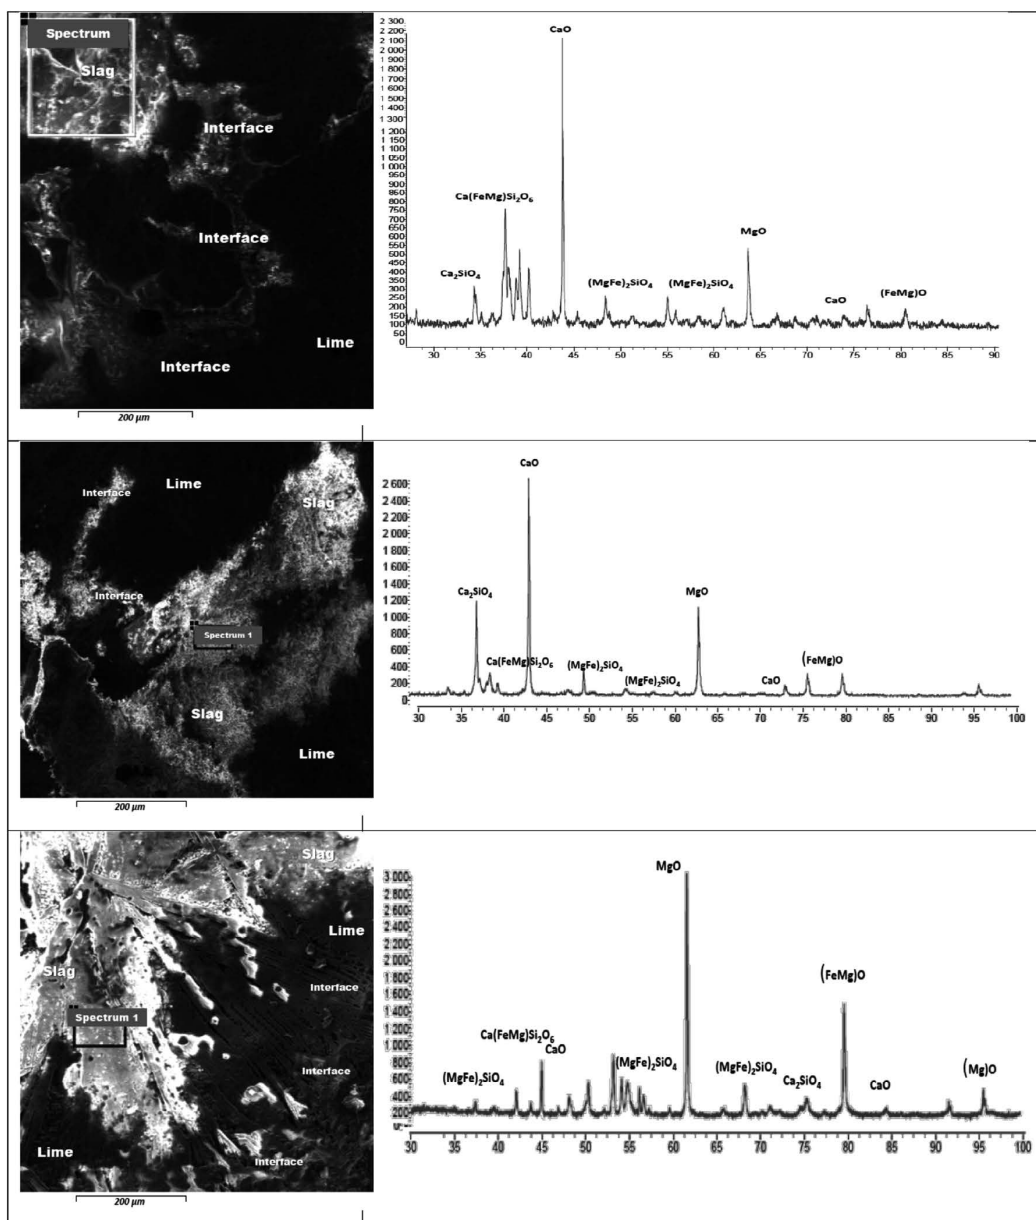 Spectrum
Slag
Interface
Interface
Lime
Interface
200 μm
2 300
2 200
2 100
2 000
1 900
1 800
1 700
1 600
1 500
1 400
1 300
1 200
1 150
1 100
1 050
1 000
950
900
850
800
750
700
650
600
550
500
450
400
350
300
250
200
150
100
50
0
CaO
Ca(FeMg)Si₂O₆
MgO
Ca₂SiO₄
(MgFe)₂SiO₄
(MgFe)₂SiO₄
CaO
(FeMg)O
30 35 40 45 50 55 60 65 70 75 80 85 90
Lime
Interface
Slag
Interface
Spectrum 1
Slag
Lime
200 μm
2 600
2 400
2 200
2 000
1 800
1 600
1 400
1 200
1 000
800
600
400
200
0
CaO
Ca₂SiO₄
MgO
Ca(FeMg)Si₂O₆
(MgFe)₂SiO₄
(MgFe)₂SiO₄
CaO
(FeMg)O
30 35 40 45 50 55 60 65 70 75 80 85 90 95 100
Slag
Lime
Slag
Interface
Spectrum 1
Interface
Lime
Interface
200 μm
3 000
2 800
2 600
2 400
2 200
2 000
1 800
1 600
1 400
1 200
1 000
800
600
400
200
0
MgO
(FeMg)O
Ca(FeMg)Si₂O₆
CaO
(MgFe)₂SiO₄
(MgFe)₂SiO₄
(MgFe)₂SiO₄
Ca₂SiO₄
CaO
(Mg)O
30 35 40 45 50 55 60 65 70 75 80 85 90 95 100